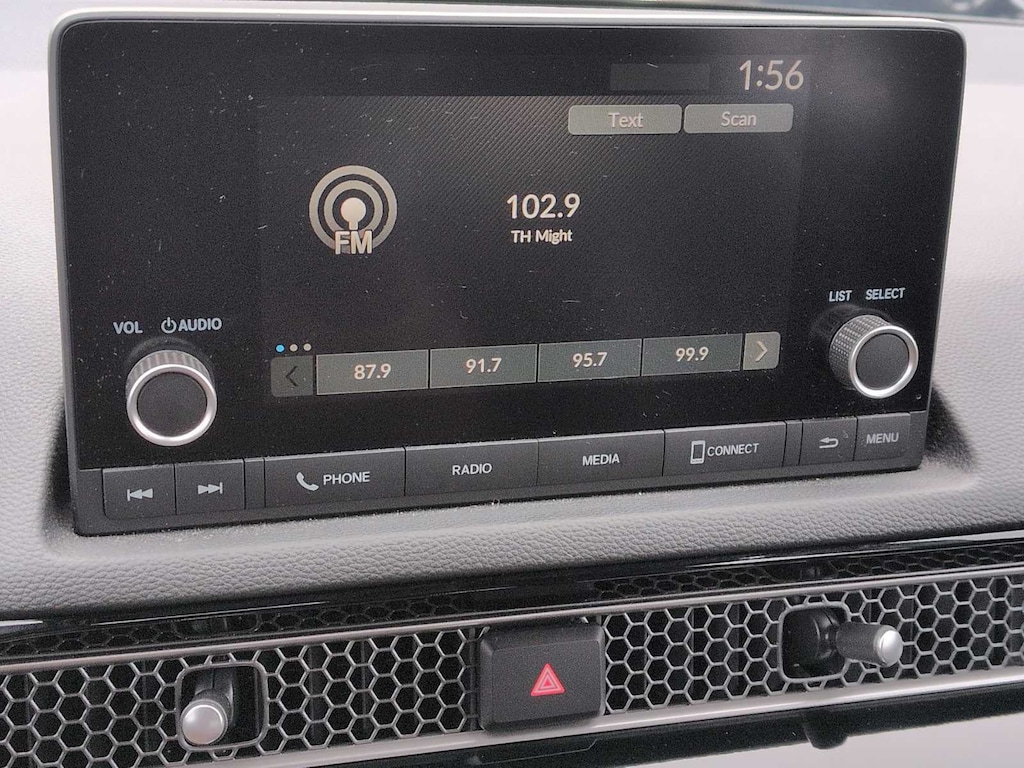 1:56
Text Scan
FM
102.9
TH Might
LIST SELECT
VOL AUDIO
87.9 91.7 95.7 99.9
PHONE RADIO MEDIA CONNECT MENU